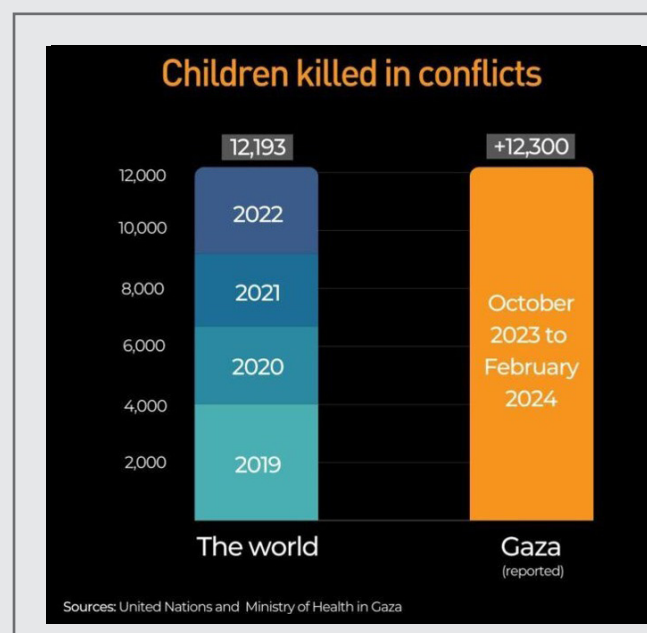 Children killed in conflicts
12,193
+12,300
12,000
10,000
8,000
6,000
4,000
2,000
2022
2021
2020
2019
October
2023 to
February
2024
The world
Gaza
(reported)
Sources: United Nations and Ministry of Health in Gaza